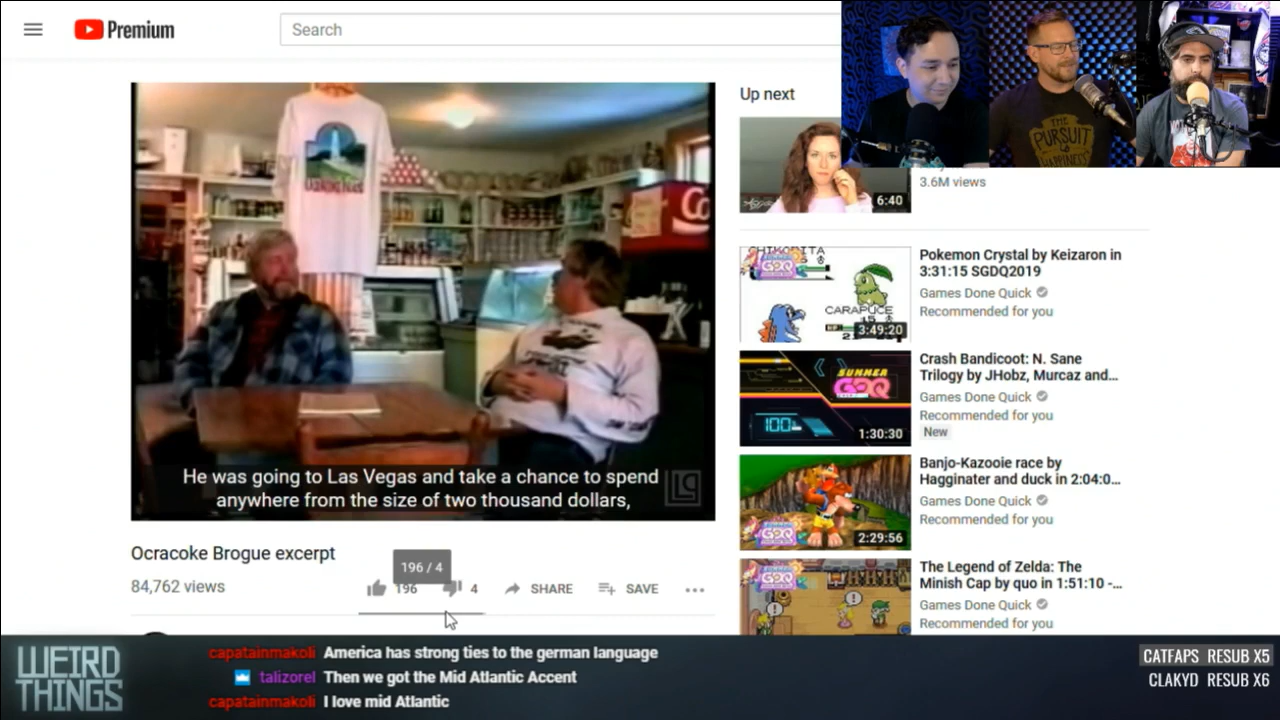 Premium
Search
Up next
THE
PURSUIT
of
HAPPINESS
3.6M views
6:40
Co
He was going to Las Vegas and take a chance to spend
anywhere from the size of two thousand dollars,
LG
Ocracoke Brogue excerpt
84,762 views
196 / 4
196
4
SHARE
SAVE
CHIKORITA
CARAPUCE
3:49:20
Pokemon Crystal by Keizaron in
3:31:15 SGDQ2019
Games Done Quick
Recommended for you
SUMMER
GDQ
100
1:30:30
Crash Bandicoot: N. Sane
Trilogy by JHobz, Murcaz and...
Games Done Quick
Recommended for you
New
2:29:56
Banjo-Kazooie race by
Hagginater and duck in 2:04:0...
Games Done Quick
Recommended for you
The Legend of Zelda: The
Minish Cap by quo in 1:51:10 -...
Games Done Quick
Recommended for you
WEIRD
THINGS
capatainmakoli America has strong ties to the german language
talizorel Then we got the Mid Atlantic Accent
capatainmakoli I love mid Atlantic
CATFAPS RESUB X5
CLAKYD RESUB X6